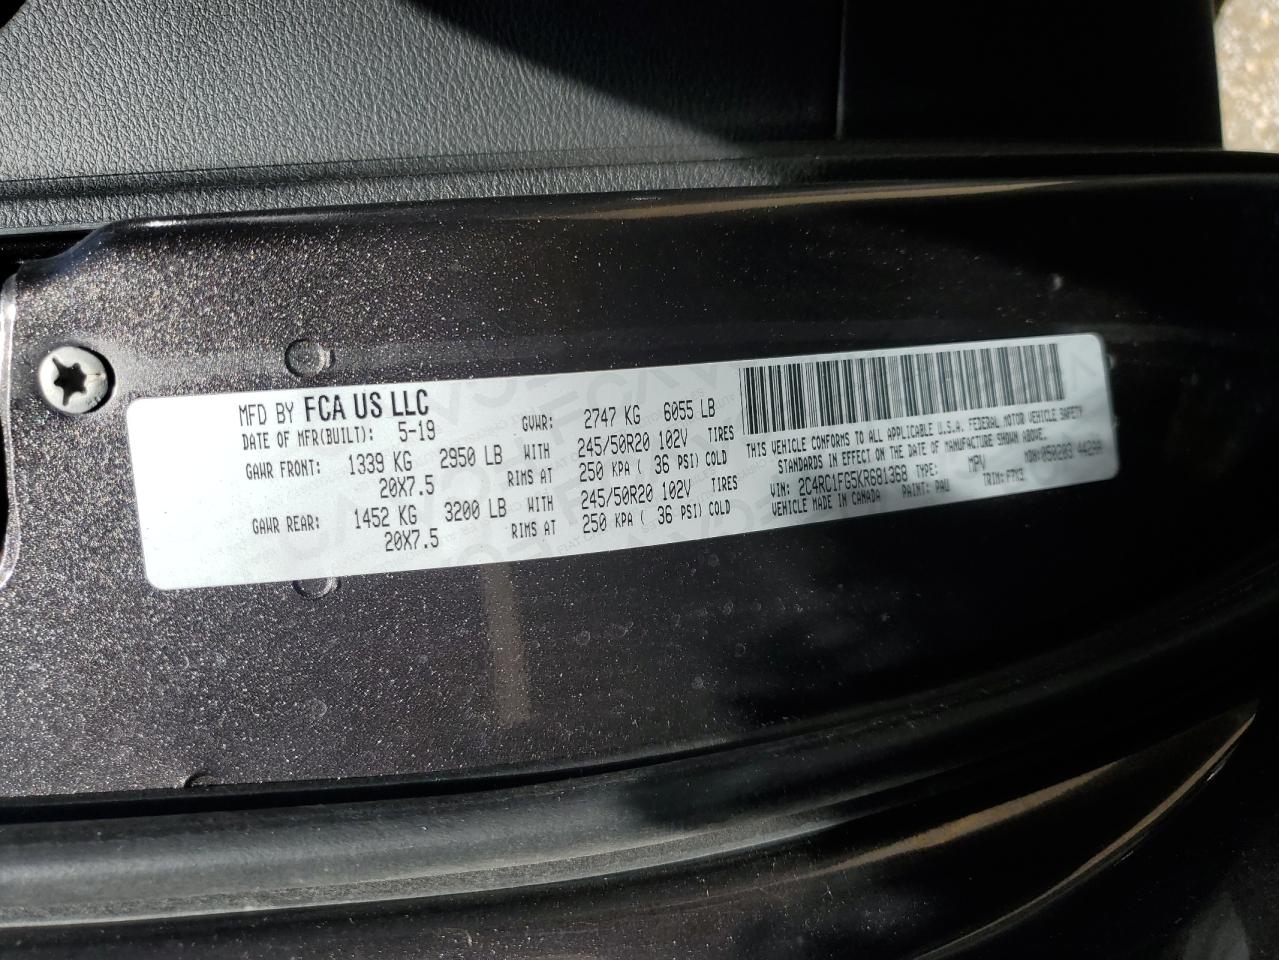 MFD BY FCA US LLC
DATE OF MFR(BUILT): 5-19 GVWR: 2747 KG 6055 LB
GAWR FRONT: 1339 KG 2950 LB WITH 245/50R20 102V TIRES
20X7.5 RIMS AT 250 KPA ( 36 PSI) COLD
GAWR REAR: 1452 KG 3200 LB WITH 245/50R20 102V TIRES
20X7.5 RIMS AT 250 KPA ( 36 PSI) COLD
THIS VEHICLE CONFORMS TO ALL APPLICABLE U.S.A. FEDERAL MOTOR VEHICLE SAFETY
STANDARDS IN EFFECT ON THE DATE OF MANUFACTURE SHOWN ABOVE.
VIN: 2C4RC1FG5KR681368 TYPE: MPV MDH:
VEHICLE MADE IN CANADA PAINT: PAU TRIM: